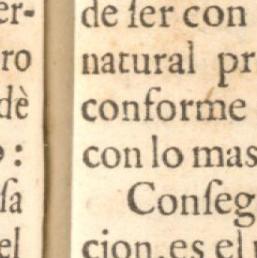 er-
ro
dè
o:
ſa
el
de ſer con
natural pr
conforme
con lo mas
Conſeg
cion, es el